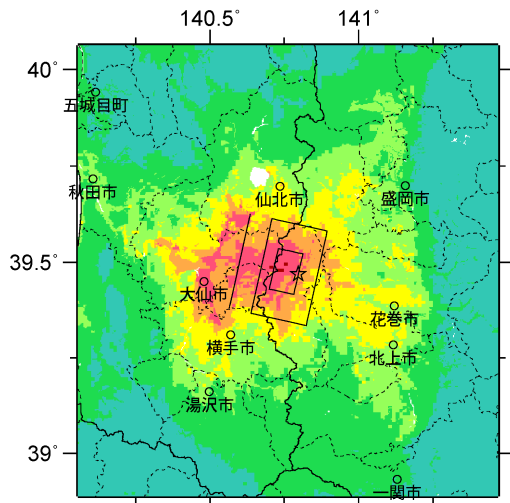 140.5°
141°
40°
五城目町
秋田市
仙北市
盛岡市
39.5°
大仙市
花巻市
横手市
北上市
湯沢市
39°
一関市